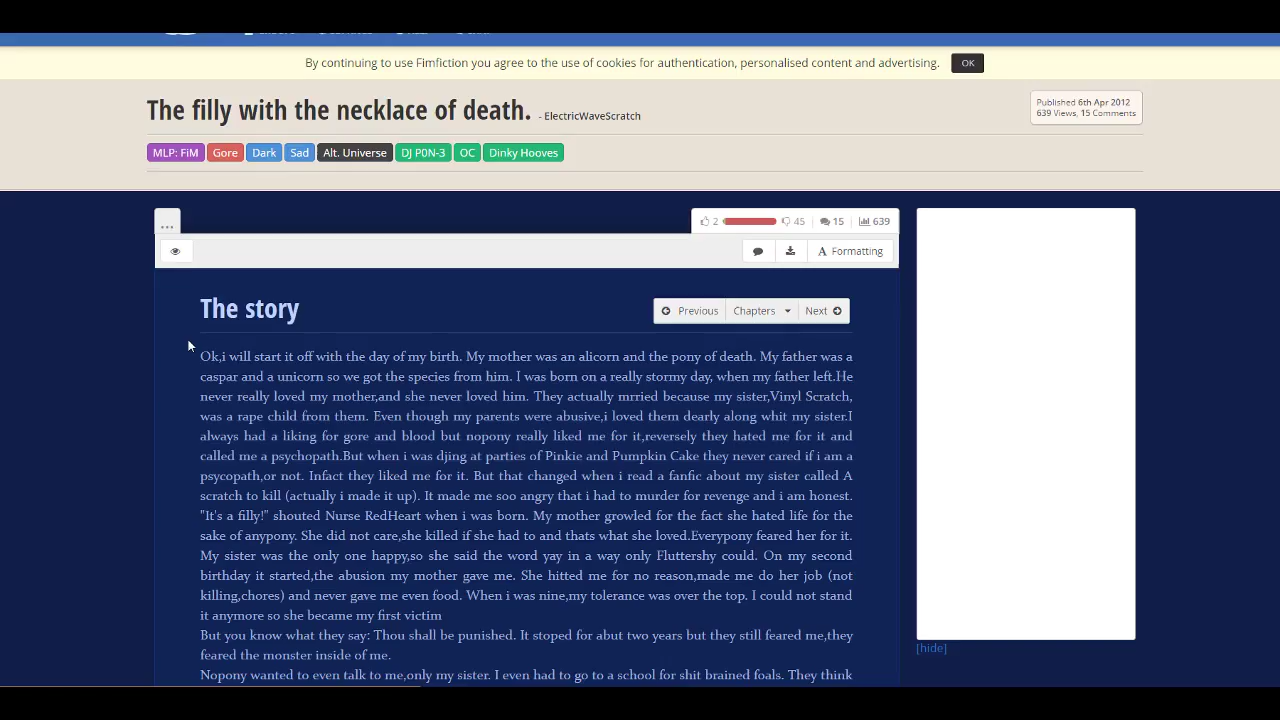 By continuing to use Fimfiction you agree to the use of cookies for authentication, personalised content and advertising. OK
The filly with the necklace of death. - ElectricWaveScratch
Published 6th Apr 2012
639 Views, 15 Comments
MLP: FiM Gore Dark Sad Alt. Universe DJ P0N-3 OC Dinky Hooves
...
2 45 15 639
Formatting
The story
Previous Chapters Next
Ok,i will start it off with the day of my birth. My mother was an alicorn and the pony of death. My father was a
caspar and a unicorn so we got the species from him. I was born on a really stormy day, when my father left.He
never really loved my mother,and she never loved him. They actually mrried because my sister,Vinyl Scratch,
was a rape child from them. Even though my parents were abusive,i loved them dearly along whit my sister.I
always had a liking for gore and blood but nopony really liked me for it,reversely they hated me for it and
called me a psychopath.But when i was djing at parties of Pinkie and Pumpkin Cake they never cared if i am a
psycopath,or not. Infact they liked me for it. But that changed when i read a fanfic about my sister called A
scratch to kill (actually i made it up). It made me soo angry that i had to murder for revenge and i am honest.
"It's a filly!" shouted Nurse RedHeart when i was born. My mother growled for the fact she hated life for the
sake of anypony. She did not care,she killed if she had to and thats what she loved.Everypony feared her for it.
My sister was the only one happy,so she said the word yay in a way only Fluttershy could. On my second
birthday it started,the abusion my mother gave me. She hitted me for no reason,made me do her job (not
killing,chores) and never gave me even food. When i was nine,my tolerance was over the top. I could not stand
it anymore so she became my first victim
But you know what they say: Thou shall be punished. It stoped for abut two years but they still feared me,they
feared the monster inside of me.
Nopony wanted to even talk to me,only my sister. I even had to go to a school for shit brained foals. They think
[hide]